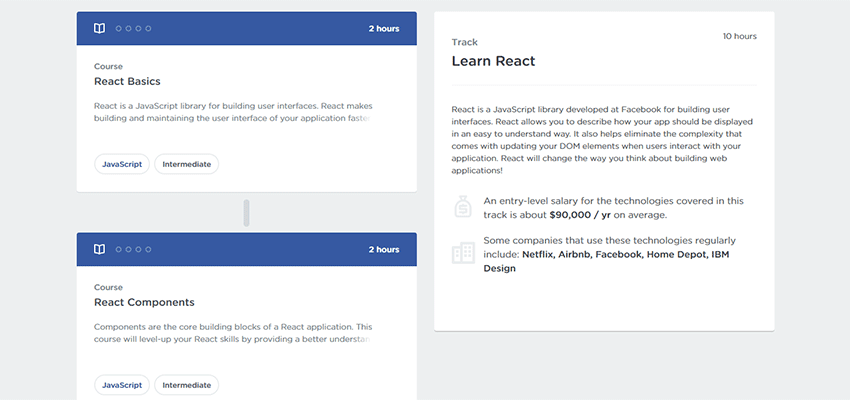 2 hours
Course
React Basics
React is a JavaScript library for building user interfaces. React makes
building and maintaining the user interface of your application faster
JavaScript
Intermediate
2 hours
Course
React Components
Components are the core building blocks of a React application. This
course will level-up your React skills by providing a better
JavaScript
Intermediate
10 hours
Track
Learn React
React is a JavaScript library developed at Facebook for building user
interfaces. React allows you to describe how your app should be displayed
in an easy to understand way. It also helps eliminate the complexity that
comes with updating your DOM elements when users interact with your
application. React will change the way you think about building web
applications!
An entry-level salary for the technologies covered in this
track is about $90,000 / yr on average.
Some companies that use these technologies regularly
include: Netflix, Airbnb, Facebook, Home Depot, IBM
Design